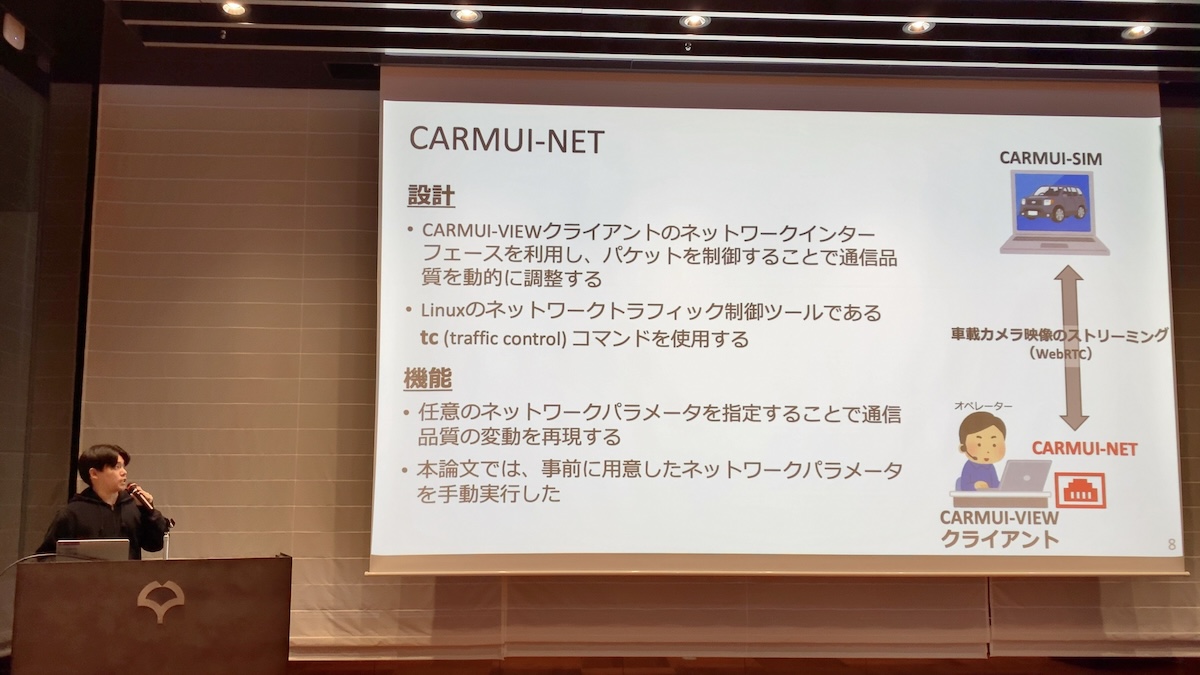 CARMUI-NET
設計
• CARMUI-VIEWクライアントのネットワークインター
フェースを利用し、パケットを制御することで通信品
質を動的に調整する
• Linuxのネットワークトラフィック制御ツールである
tc (traffic control) コマンドを使用する
機能
• 任意のネットワークパラメータを指定することで通信
品質の変動を再現する
• 本論文では、事前に用意したネットワークパラメータ
を手動実行した
CARMUI-SIM
車載カメラ映像のストリーミング
（WebRTC）
オペレーター
CARMUI-NET
CARMUI-VIEW
クライアント
8